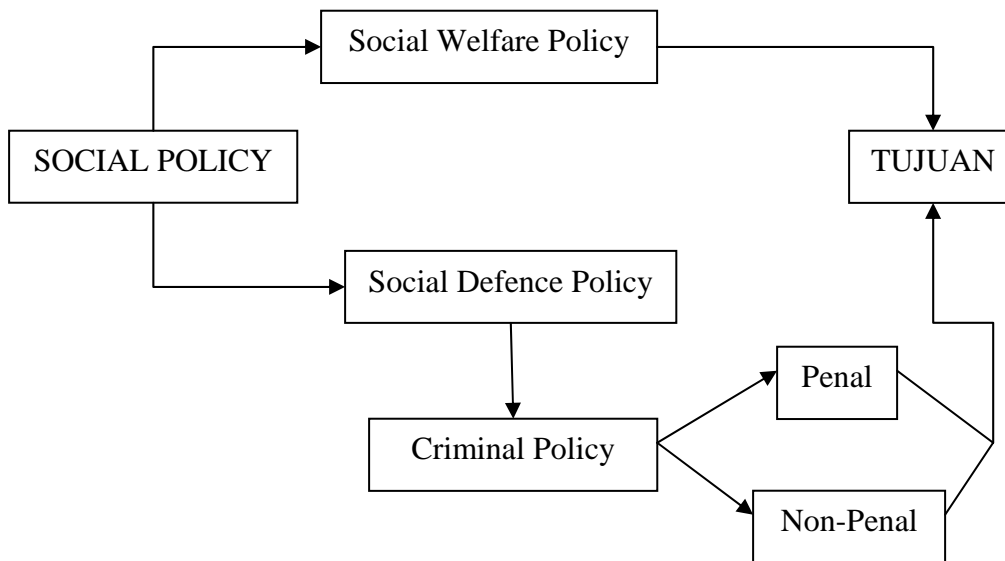 Social Welfare Policy
SOCIAL POLICY
TUJUAN
Social Defence Policy
Penal
Criminal Policy
Non-Penal